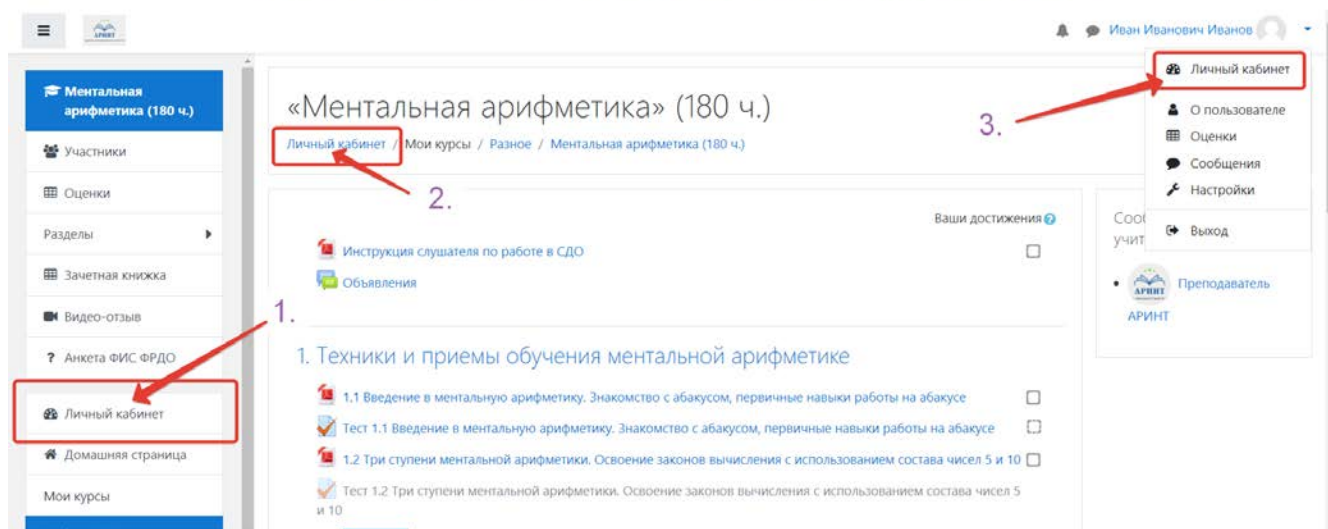 АРИНТ
Иван Иванович Иванов
Ментальная
арифметика (180 ч.)
Участники
Оценки
Разделы
Зачетная книжка
Видео-отзыв
? Анкета ФИС ФРДО
Личный кабинет
Домашняя страница
Мои курсы
1.
«Ментальная арифметика» (180 ч.)
Личный кабинет / Мои курсы / Разное / Ментальная арифметика (180 ч.)
2.
3.
Ваши достижения
Инструкция слушателя по работе в СДО
Объявления
1. Техники и приемы обучения ментальной арифметике
1.1 Введение в ментальную арифметику. Знакомство с абакусом, первичные навыки работы на абакусе
Тест 1.1 Введение в ментальную арифметику. Знакомство с абакусом, первичные навыки работы на абакусе
1.2 Три ступени ментальной арифметики. Освоение законов вычисления с использованием состава чисел 5 и 10
Тест 1.2 Три ступени ментальной арифметики. Освоение законов вычисления с использованием состава чисел 5
и 10
Личный кабинет
О пользователе
Оценки
Сообщения
Настройки
Выход
Соо
учит
АРИНТ
Преподаватель
АРИНТ